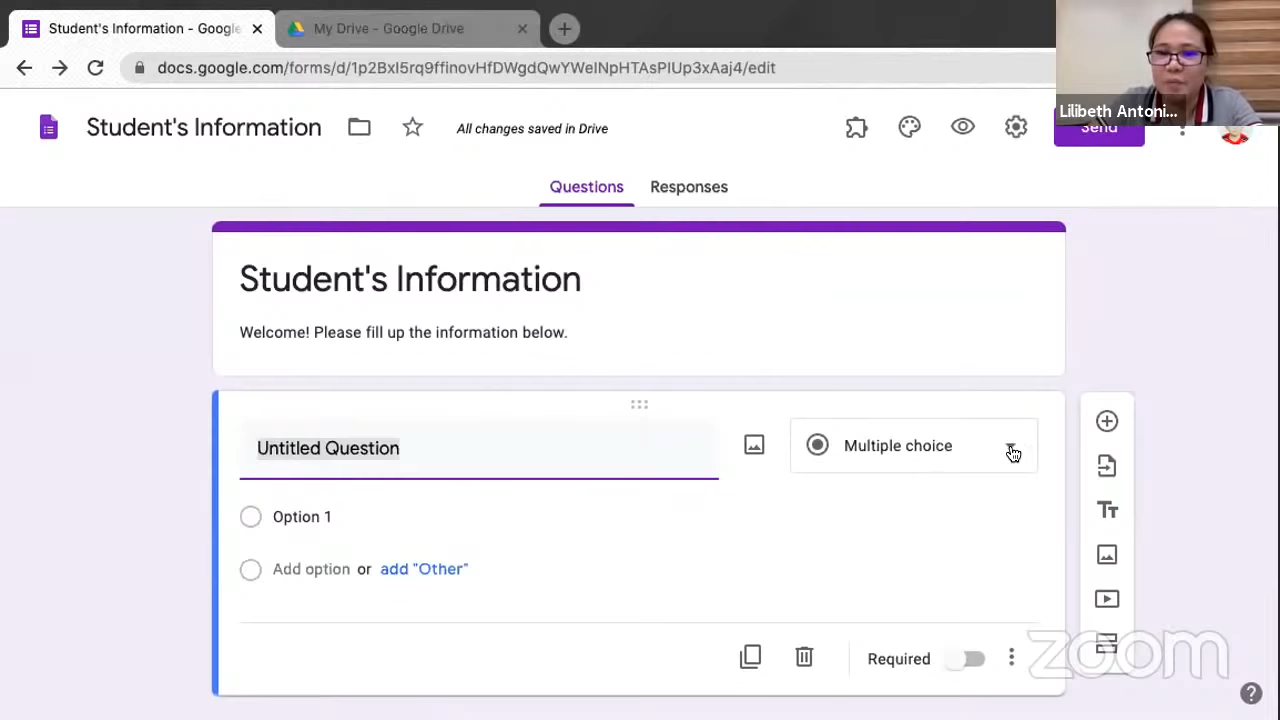 Student's Information - Google
My Drive - Google Drive
docs.google.com/forms/d/1p2BxI5rq9ffinovHfDWgdQwYWelNpHTAsPIUp3xAaj4/edit
Lilibeth Antoni...
Student's Information
All changes saved in Drive
Send
Questions
Responses
Student's Information
Welcome! Please fill up the information below.
Untitled Question
Multiple choice
Option 1
Add option or add "Other"
Required
zoom